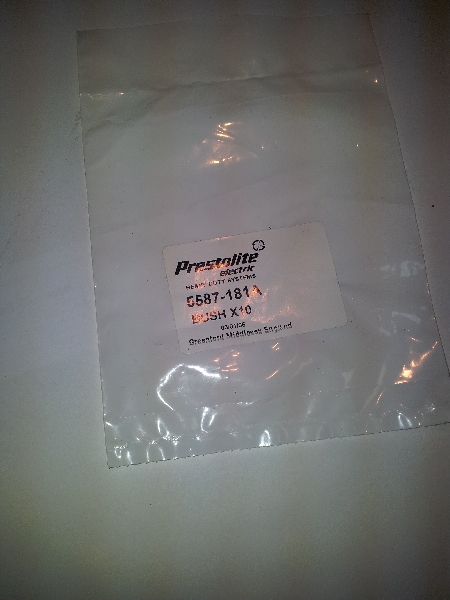 Prestolite
electric
HEAVY DUTY SYSTEMS
5587-181A
BUSH X10
Greenford Middlesex England